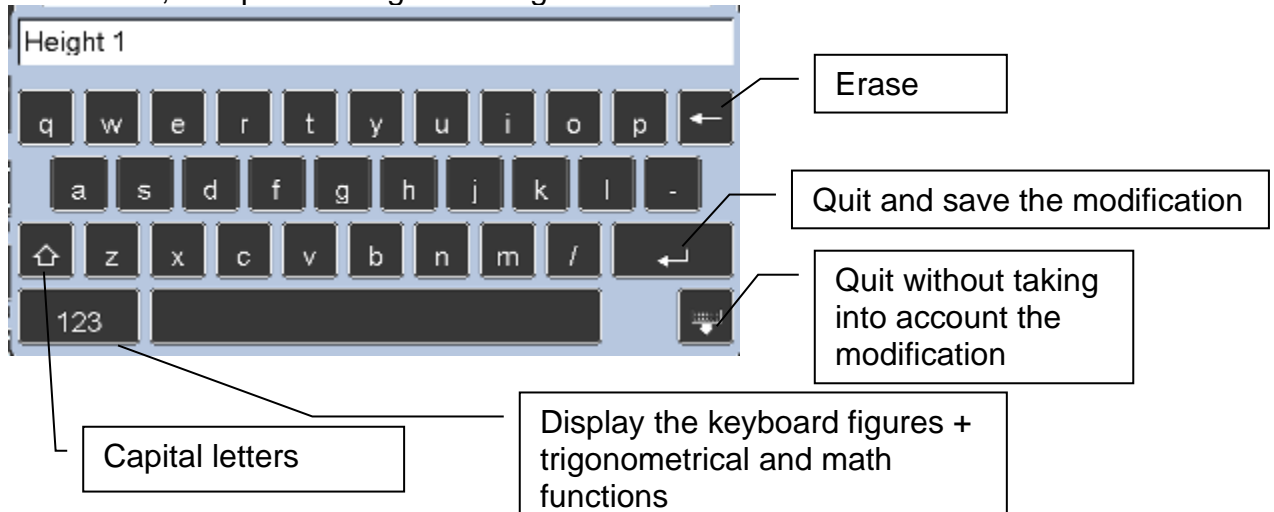 Height 1
q w e r t y u i o p
Erase
a s d f g h j k l -
Quit and save the modification
z x c v b n m /
Quit without taking
into account the
modification
123
Display the keyboard figures +
trigonometrical and math
functions
Capital letters